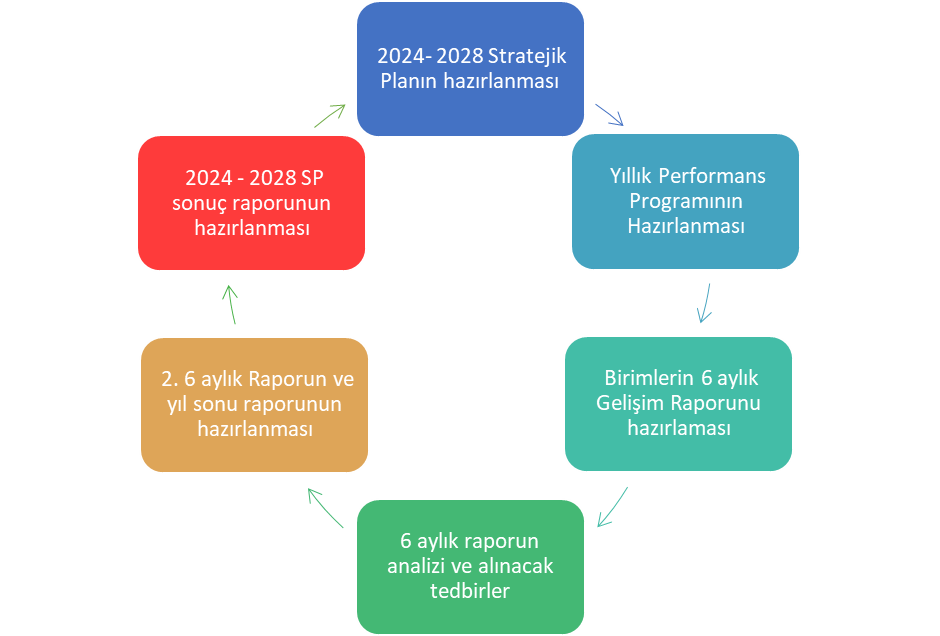 2024- 2028 Stratejik
Planın hazırlanması
Yıllık Performans
Programının
Hazırlanması
Birimlerin 6 aylık
Gelişim Raporunu
hazırlaması
6 aylık raporun
analizi ve alınacak
tedbirler
2. 6 aylık Raporun ve
yıl sonu raporunun
hazırlanması
2024 - 2028 SP
sonuç raporunun
hazırlanması